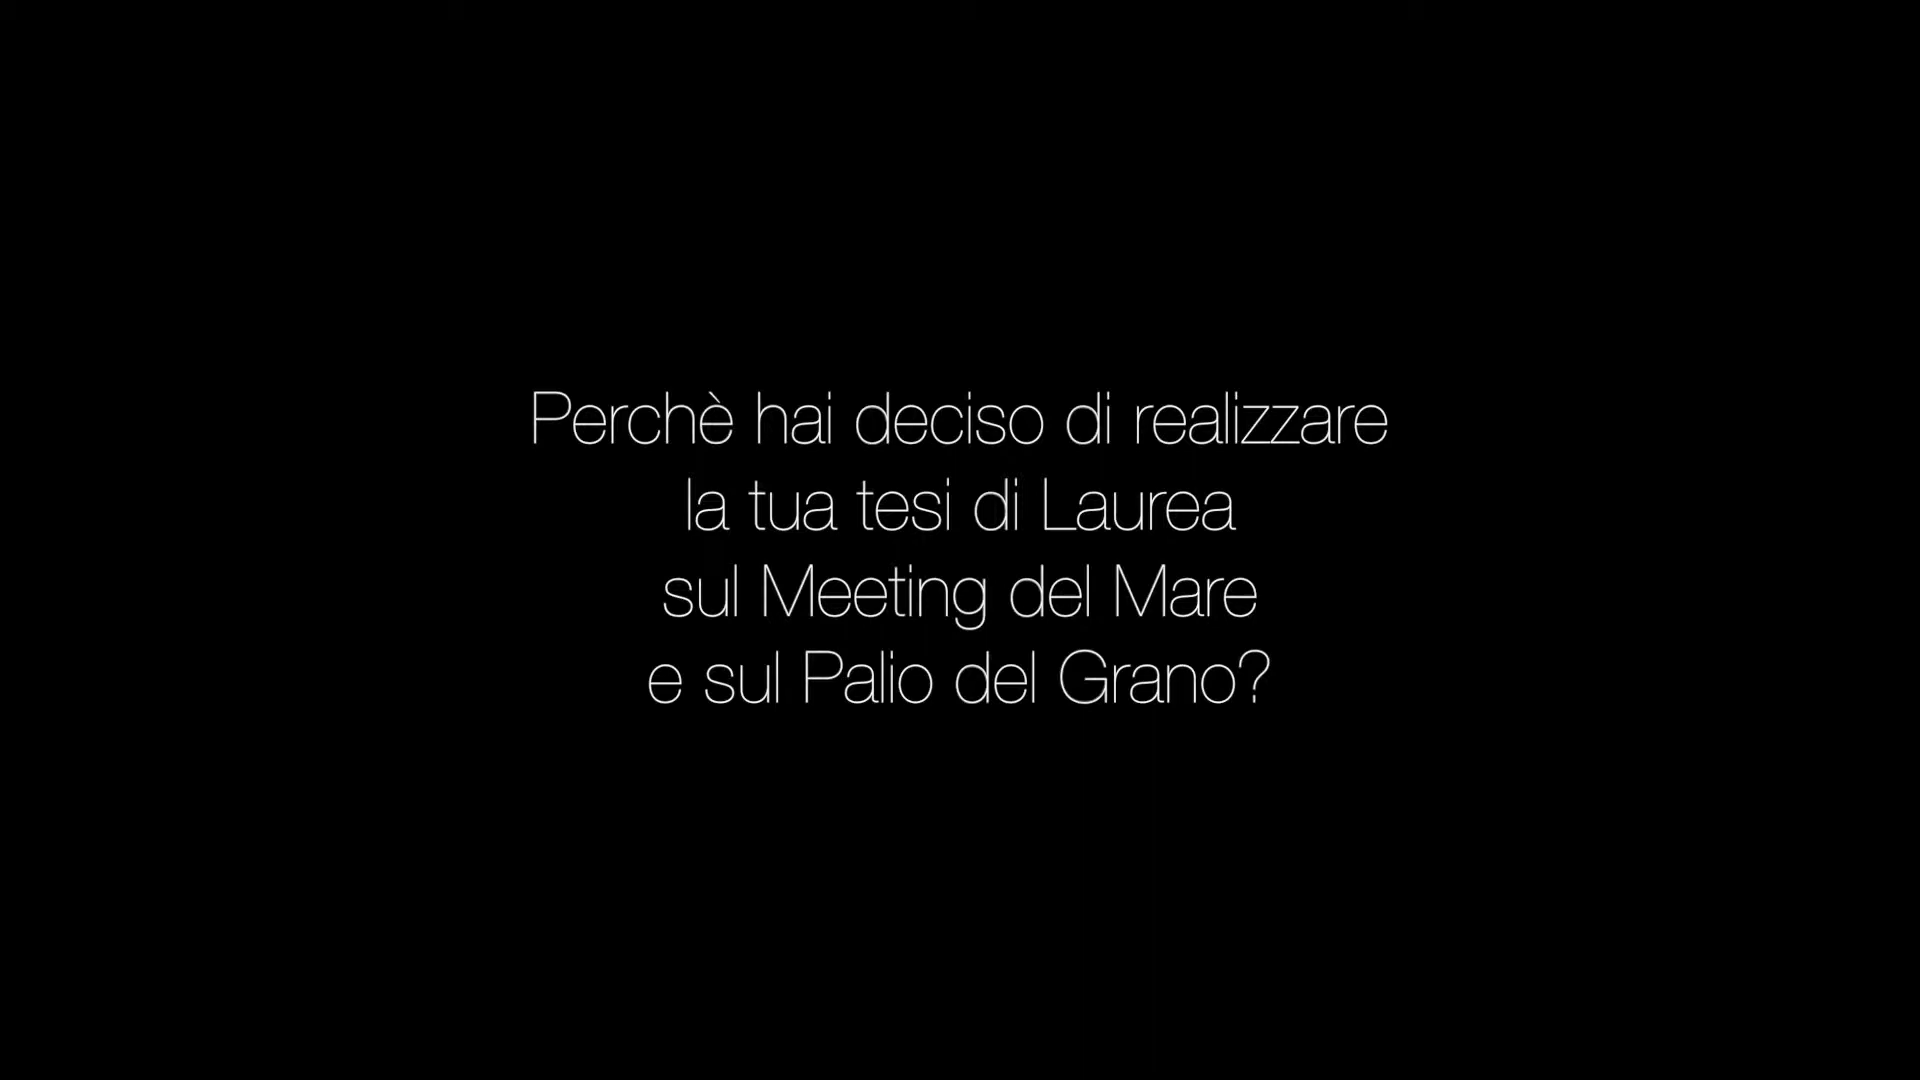 Perchè hai deciso di realizzare
la tua tesi di Laurea
sul Meeting del Mare
e sul Palio del Grano?